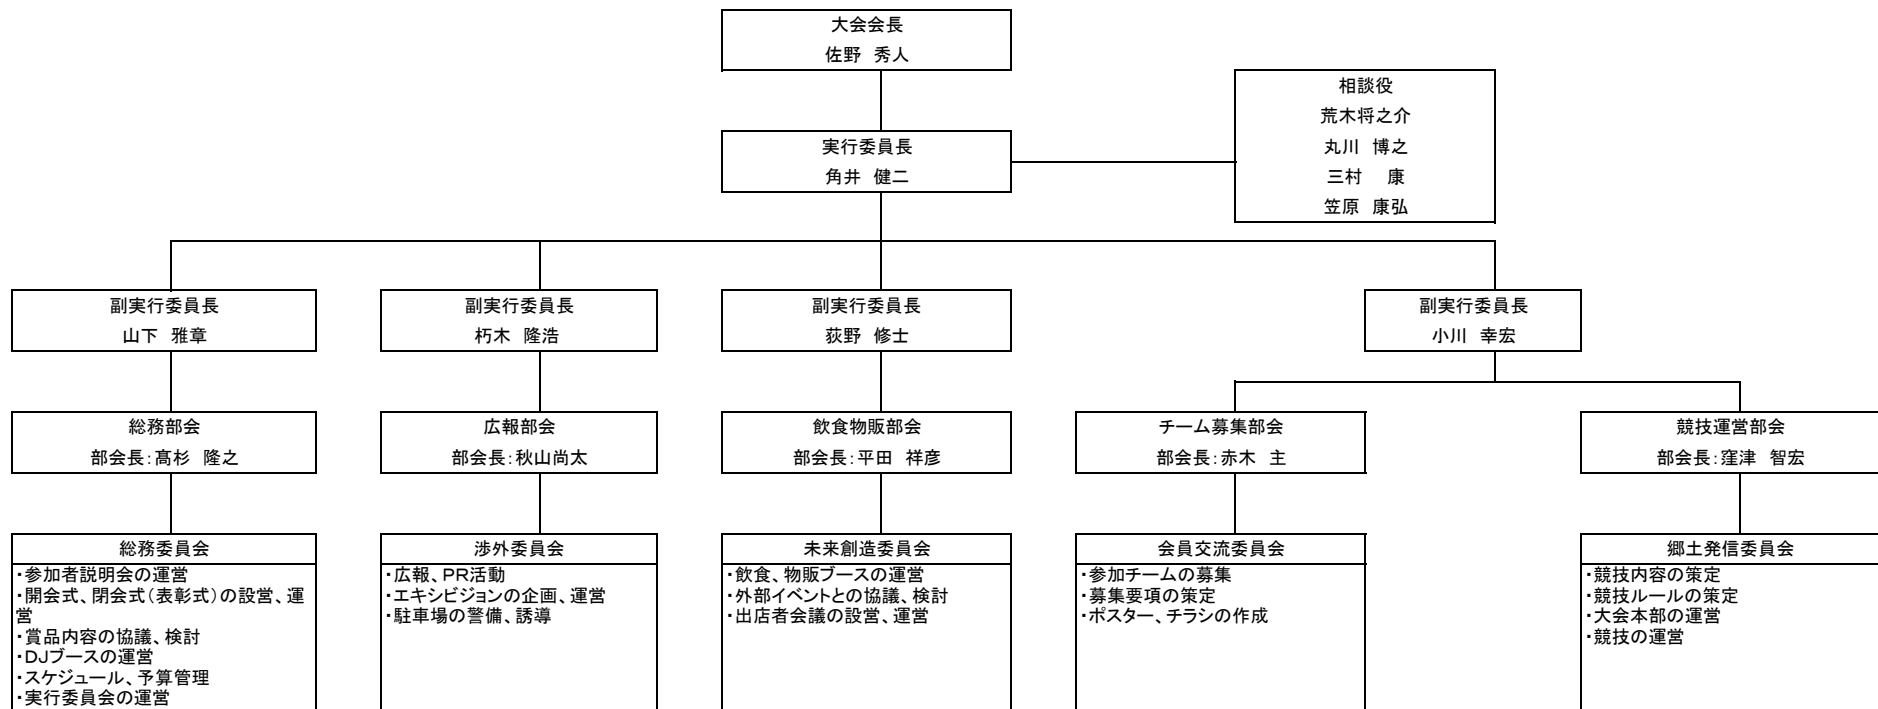 大会会長
佐野　秀人
相談役
荒木将之介
丸川　博之
三村　　康
笠原　康弘
実行委員長
角井　健二
副実行委員長
山下　雅章
副実行委員長
朽木　隆浩
副実行委員長
荻野　修士
副実行委員長
小川　幸宏
総務部会
部会長：髙杉　隆之
広報部会
部会長：秋山尚太
飲食物販部会
部会長：平田　祥彦
チーム募集部会
部会長：赤木　主
競技運営部会
部会長：窪津　智宏
総務委員会
・参加者説明会の運営
・開会式、閉会式（表彰式）の設営、運
営
・賞品内容の協議、検討
・DJブースの運営
・スケジュール、予算管理
・実行委員会の運営
渉外委員会
・広報、PR活動
・エキシビジョンの企画、運営
・駐車場の警備、誘導
未来創造委員会
・飲食、物販ブースの運営
・外部イベントとの協議、検討
・出店者会議の設営、運営
会員交流委員会
・参加チームの募集
・募集要項の策定
・ポスター、チラシの作成
郷土発信委員会
・競技内容の策定
・競技ルールの策定
・大会本部の運営
・競技の運営